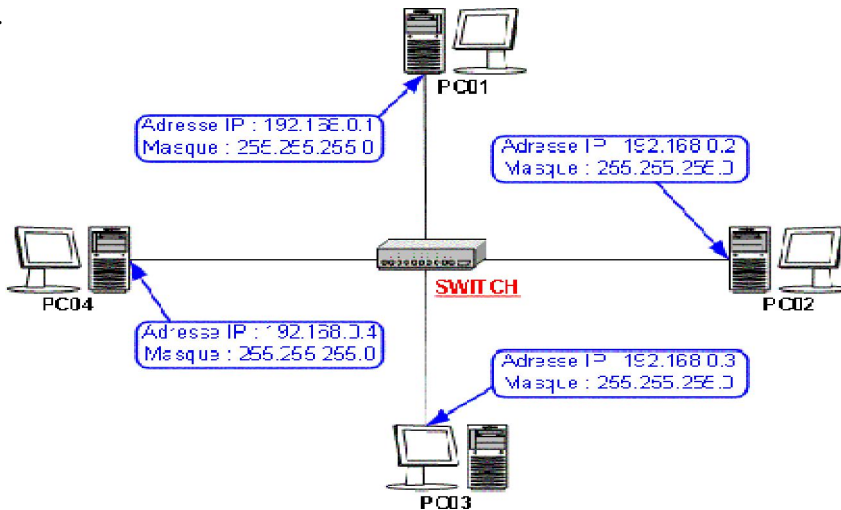 PC01
Adresse IP : 192.168.0.1
Masque : 255.255.255.0
Adresse IP : 192.168.0.2
Masque : 255.255.255.0
SWITCH
PC04
PC02
Adresse IP : 192.168.0.4
Masque : 255.255.255.0
Adresse IP : 192.168.0.3
Masque : 255.255.255.0
PC03